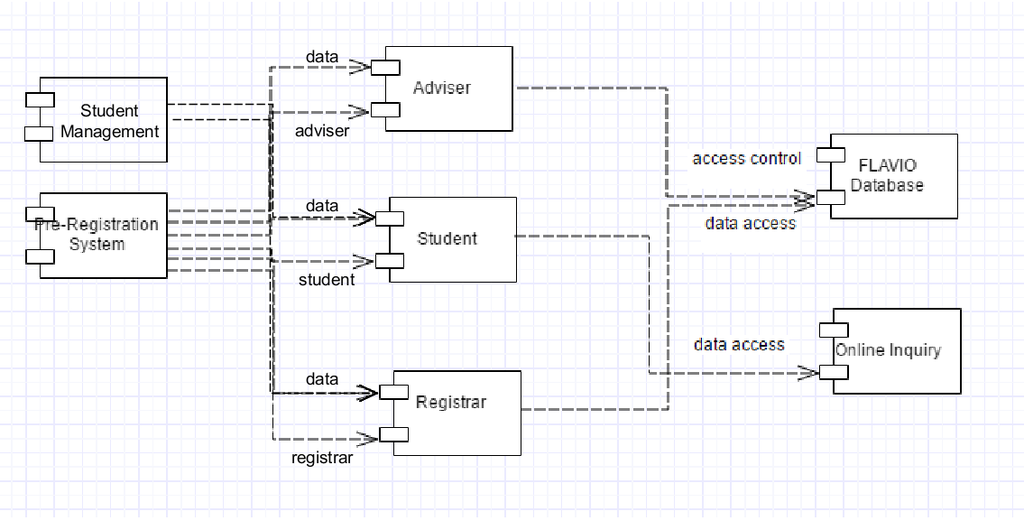 Student
Management
Pre-Registration
System
data
adviser
Adviser
data
student
Student
data
registrar
Registrar
access control
data access
FLAVIO
Database
data access
Online Inquiry